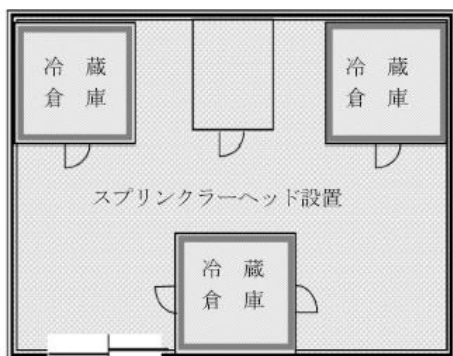 冷 蔵
倉 庫
冷 蔵
倉 庫
スプリンクラーヘッド設置
冷 蔵
倉 庫